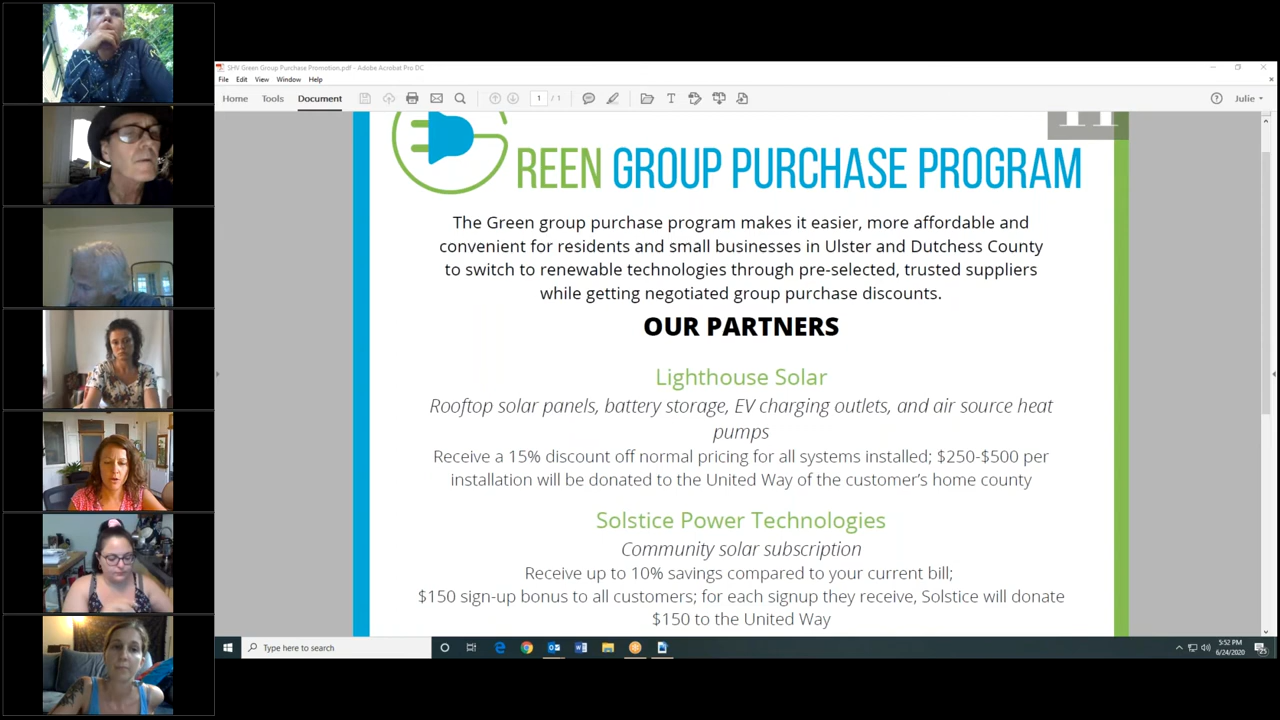 SHV Green Group Purchase Promotion.pdf - Adobe Acrobat Pro DC
File Edit View Window Help
Home Tools Document 1 / 1 Julie
REEN GROUP PURCHASE PROGRAM
The Green group purchase program makes it easier, more affordable and
convenient for residents and small businesses in Ulster and Dutchess County
to switch to renewable technologies through pre-selected, trusted suppliers
while getting negotiated group purchase discounts.
OUR PARTNERS
Lighthouse Solar
Rooftop solar panels, battery storage, EV charging outlets, and air source heat
pumps
Receive a 15% discount off normal pricing for all systems installed; $250-$500 per
installation will be donated to the United Way of the customer's home county
Solstice Power Technologies
Community solar subscription
Receive up to 10% savings compared to your current bill;
$150 sign-up bonus to all customers; for each signup they receive, Solstice will donate
$150 to the United Way
Type here to search
5:52 PM
6/24/2020